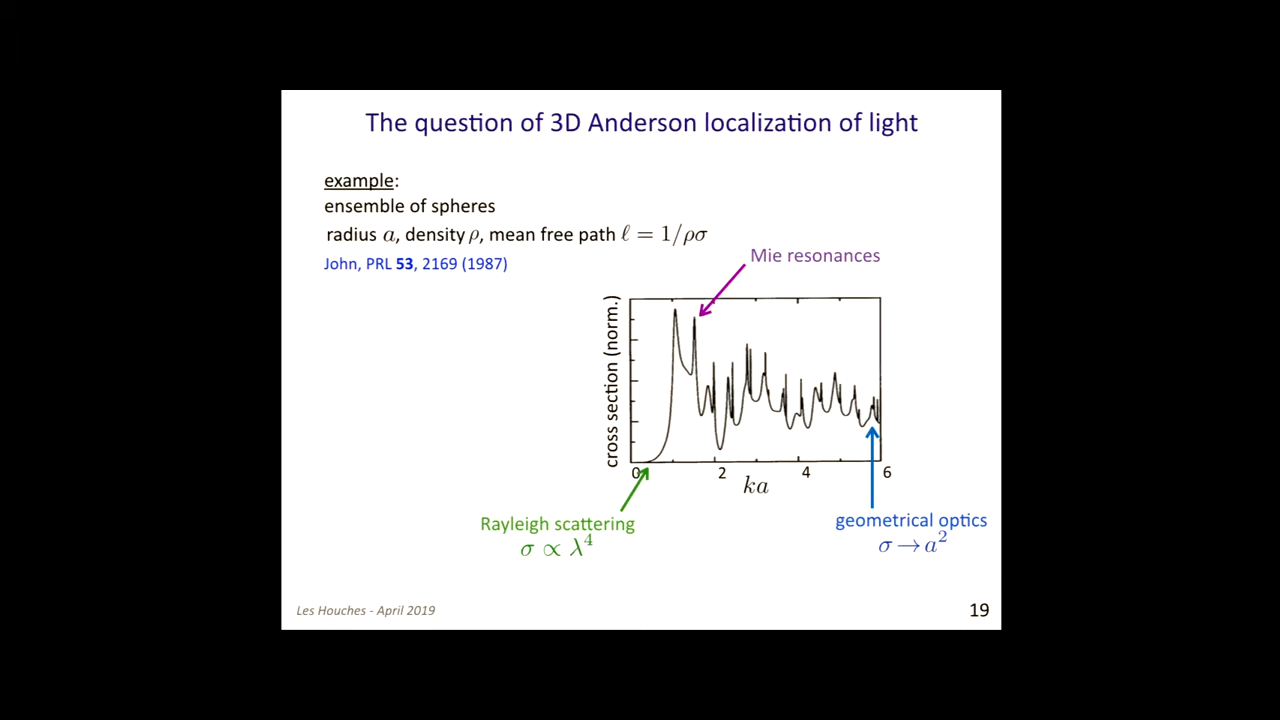 The question of 3D Anderson localization of light
example:
ensemble of spheres
radius a, density ρ, mean free path ℓ = 1/ρσ
John, PRL 53, 2169 (1987)
Mie resonances
cross section (norm.)
0 2 4 6
ka
Rayleigh scattering
σ ∝ λ⁴
geometrical optics
σ → a²
Les Houches - April 2019
19